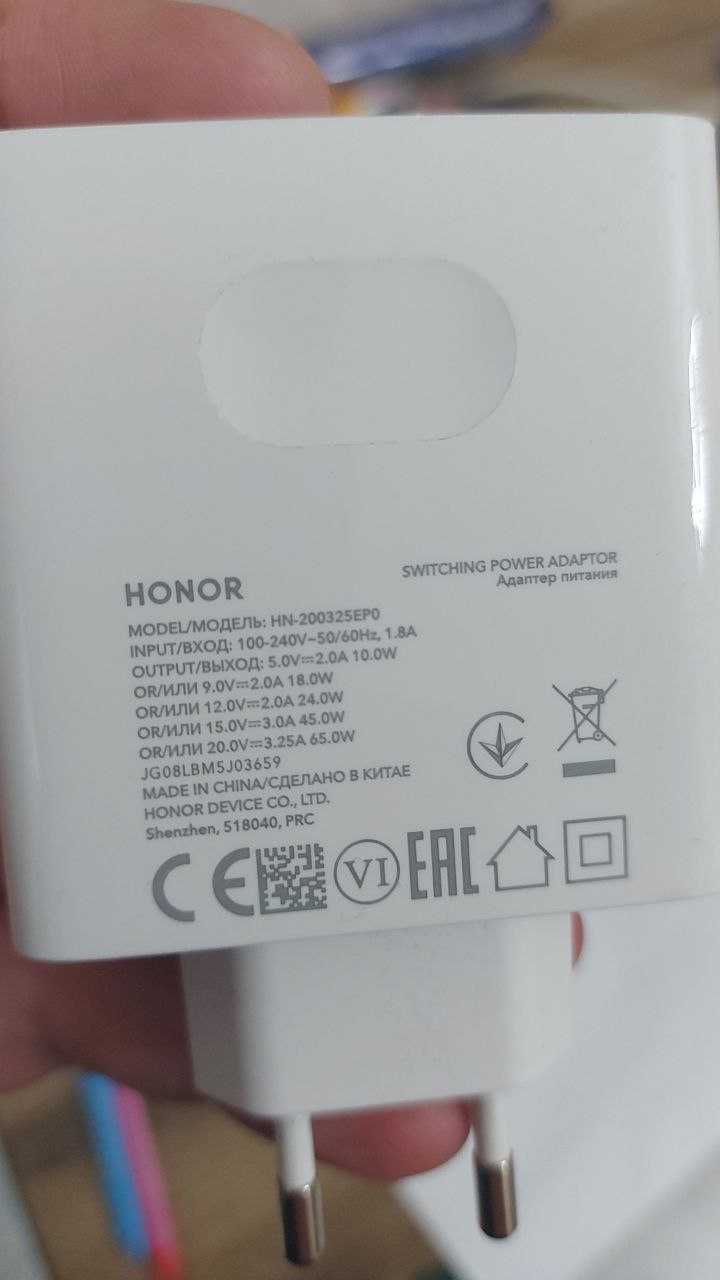 HONOR
SWITCHING POWER ADAPTOR
Адаптер питания
MODEL/МОДЕЛЬ: HN-200325EP0
INPUT/ВХОД: 100-240V~50/60Hz, 1.8A
OUTPUT/ВЫХОД: 5.0V⎓2.0A 10.0W
OR/ИЛИ 9.0V⎓2.0A 18.0W
OR/ИЛИ 12.0V⎓2.0A 24.0W
OR/ИЛИ 15.0V⎓3.0A 45.0W
OR/ИЛИ 20.0V⎓3.25A 65.0W
JG08LBM5J03659
MADE IN CHINA/СДЕЛАНО В КИТАЕ
HONOR DEVICE CO., LTD.
Shenzhen, 518040, PRC
CE VI EAC